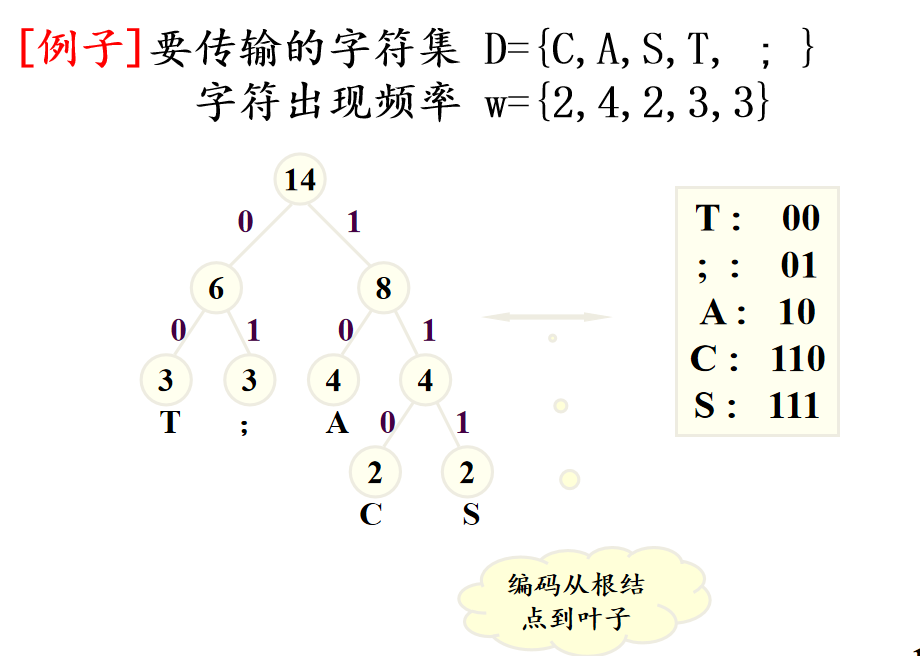 [例子]要传输的字符集 D={C,A,S,T, ; }
字符出现频率 w={2,4,2,3,3}
14
0 1
6 8
0 1 0 1
3 3 4 4
T ; A 0 1
2 2
C S
T : 00
; : 01
A : 10
C : 110
S : 111
编码从根结
点到叶子